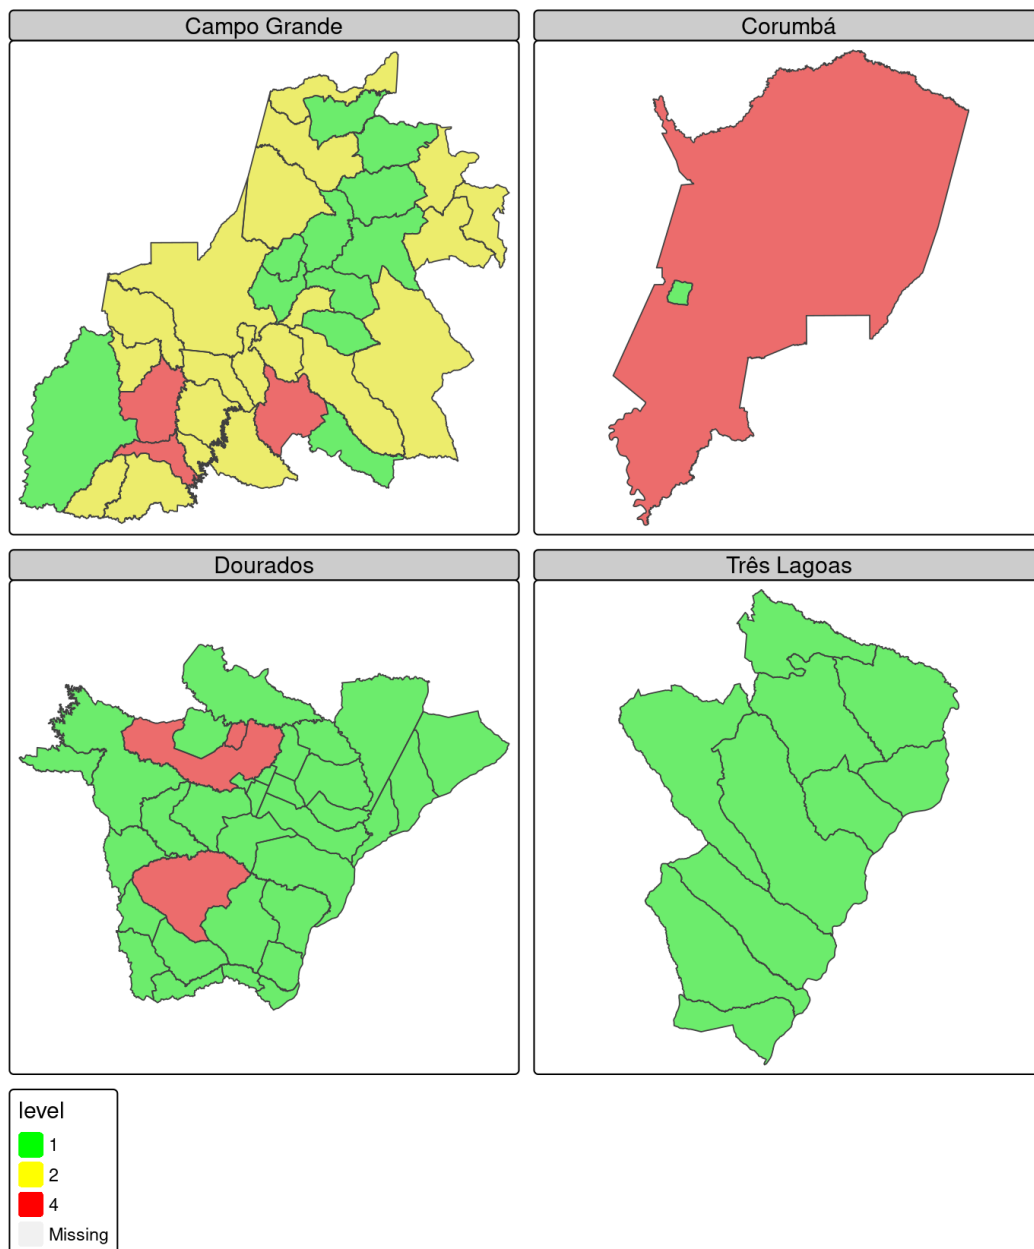 Campo Grande
Corumbá
Dourados
Três Lagoas
level
1
2
4
Missing